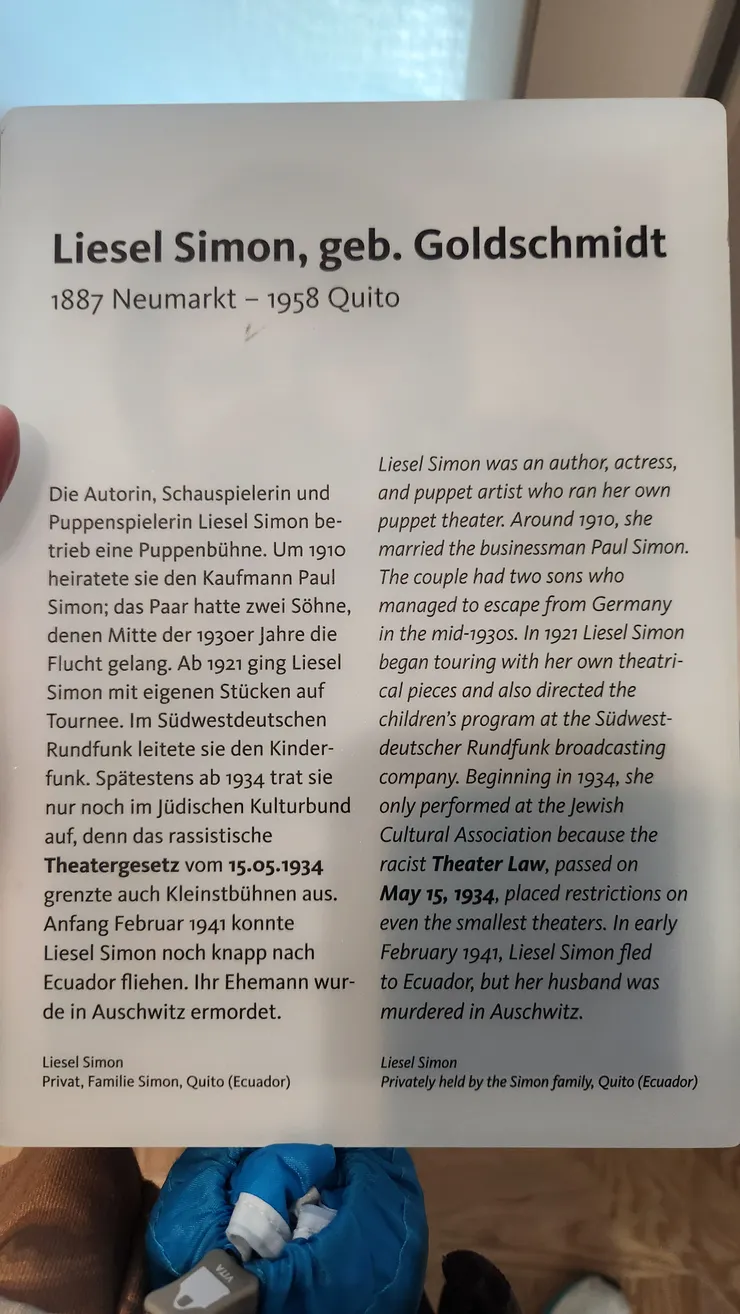 Liesel Simon, geb. Goldschmidt
1887 Neumarkt – 1958 Quito
Die Autorin, Schauspielerin und
Puppenspielerin Liesel Simon be-
trieb eine Puppenbühne. Um 1910
heiratete sie den Kaufmann Paul
Simon; das Paar hatte zwei Söhne,
denen Mitte der 1930er Jahre die
Flucht gelang. Ab 1921 ging Liesel
Simon mit eigenen Stücken auf
Tournee. Im Südwestdeutschen
Rundfunk leitete sie den Kinder-
funk. Spätestens ab 1934 trat sie
nur noch im Jüdischen Kulturbund
auf, denn das rassistische
Theatergesetz vom 15.05.1934
grenzte auch Kleinstbühnen aus.
Anfang Februar 1941 konnte
Liesel Simon noch knapp nach
Ecuador fliehen. Ihr Ehemann wur-
de in Auschwitz ermordet.
Liesel Simon
Privat, Familie Simon, Quito (Ecuador)
Liesel Simon was an author, actress,
and puppet artist who ran her own
puppet theater. Around 1910, she
married the businessman Paul Simon.
The couple had two sons who
managed to escape from Germany
in the mid-1930s. In 1921 Liesel Simon
began touring with her own theatri-
cal pieces and also directed the
children's program at the Südwest-
deutscher Rundfunk broadcasting
company. Beginning in 1934, she
only performed at the Jewish
Cultural Association because the
racist Theater Law, passed on
May 15, 1934, placed restrictions on
even the smallest theaters. In early
February 1941, Liesel Simon fled
to Ecuador, but her husband was
murdered in Auschwitz.
Liesel Simon
Privately held by the Simon family, Quito (Ecuador)
VITA